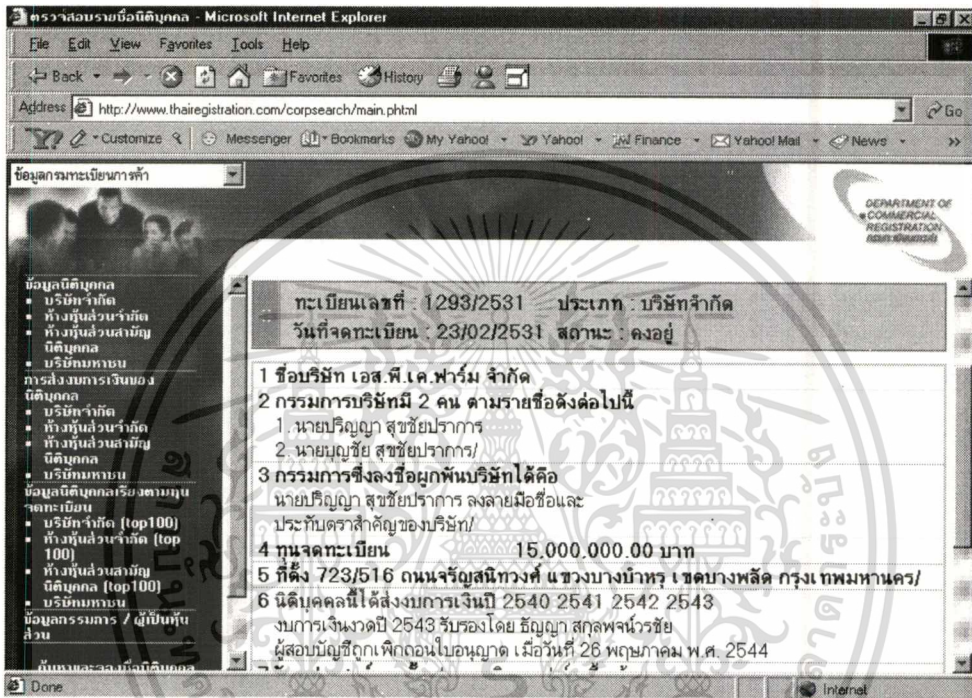 ตรวจสอบรายชื่อนิติบุคคล - Microsoft Internet Explorer
File Edit View Favorites Tools Help
Back Favorites History
Address http://www.thairegistration.com/corpsearch/main.phtml Go
Customize Messenger Bookmarks My Yahoo! Yahoo! Finance Yahoo! Mail News
ข้อมูลกรมทะเบียนการค้า
DEPARTMENT OF
COMMERCIAL
REGISTRATION
กรมทะเบียนการค้า
ข้อมูลนิติบุคคล
บริษัทจำกัด
ห้างหุ้นส่วนจำกัด
ห้างหุ้นส่วนสามัญ
นิติบุคคล
บริษัทมหาชน
การส่งงบการเงินของ
นิติบุคคล
บริษัทจำกัด
ห้างหุ้นส่วนจำกัด
ห้างหุ้นส่วนสามัญ
นิติบุคคล
บริษัทมหาชน
ข้อมูลนิติบุคคลเรียงตามทุน
จดทะเบียน
บริษัทจำกัด (top100)
ห้างหุ้นส่วนจำกัด (top
100)
ห้างหุ้นส่วนสามัญ
นิติบุคคล (top100)
บริษัทมหาชน
ข้อมูลกรรมการ / ผู้เป็นหุ้น
ส่วน
ค้นหาและจองชื่อนิติบุคคล
ทะเบียนเลขที่ : 1293/2531 ประเภท : บริษัทจำกัด
วันที่จดทะเบียน : 23/02/2531 สถานะ : คงอยู่
1 ชื่อบริษัท เอส.พี.เค.ฟาร์ม จำกัด
2 กรรมการบริษัทมี 2 คน ตามรายชื่อดังต่อไปนี้
1. นายปริญญา สุขชัยปราการ
2. นายบุญชัย สุขชัยปราการ/
3 กรรมการซึ่งลงชื่อผูกพันบริษัทได้คือ
นายปริญญา สุขชัยปราการ ลงลายมือชื่อและ
ประทับตราสำคัญของบริษัท/
4 ทุนจดทะเบียน 15,000,000.00 บาท
5 ที่ตั้ง 723/516 ถนนจรัญสนิทวงศ์ แขวงบางบำหรุ เขตบางพลัด กรุงเทพมหานคร/
6 นิติบุคคลนี้ได้ส่งงบการเงินปี 2540 2541 2542 2543
งบการเงินงวดปี 2543 รับรองโดย ธัญญา สกุลพจน์วรชัย
ผู้สอบบัญชีถูกเพิกถอนใบอนุญาต เมื่อวันที่ 26 พฤษภาคม พ.ศ. 2544
Done Internet